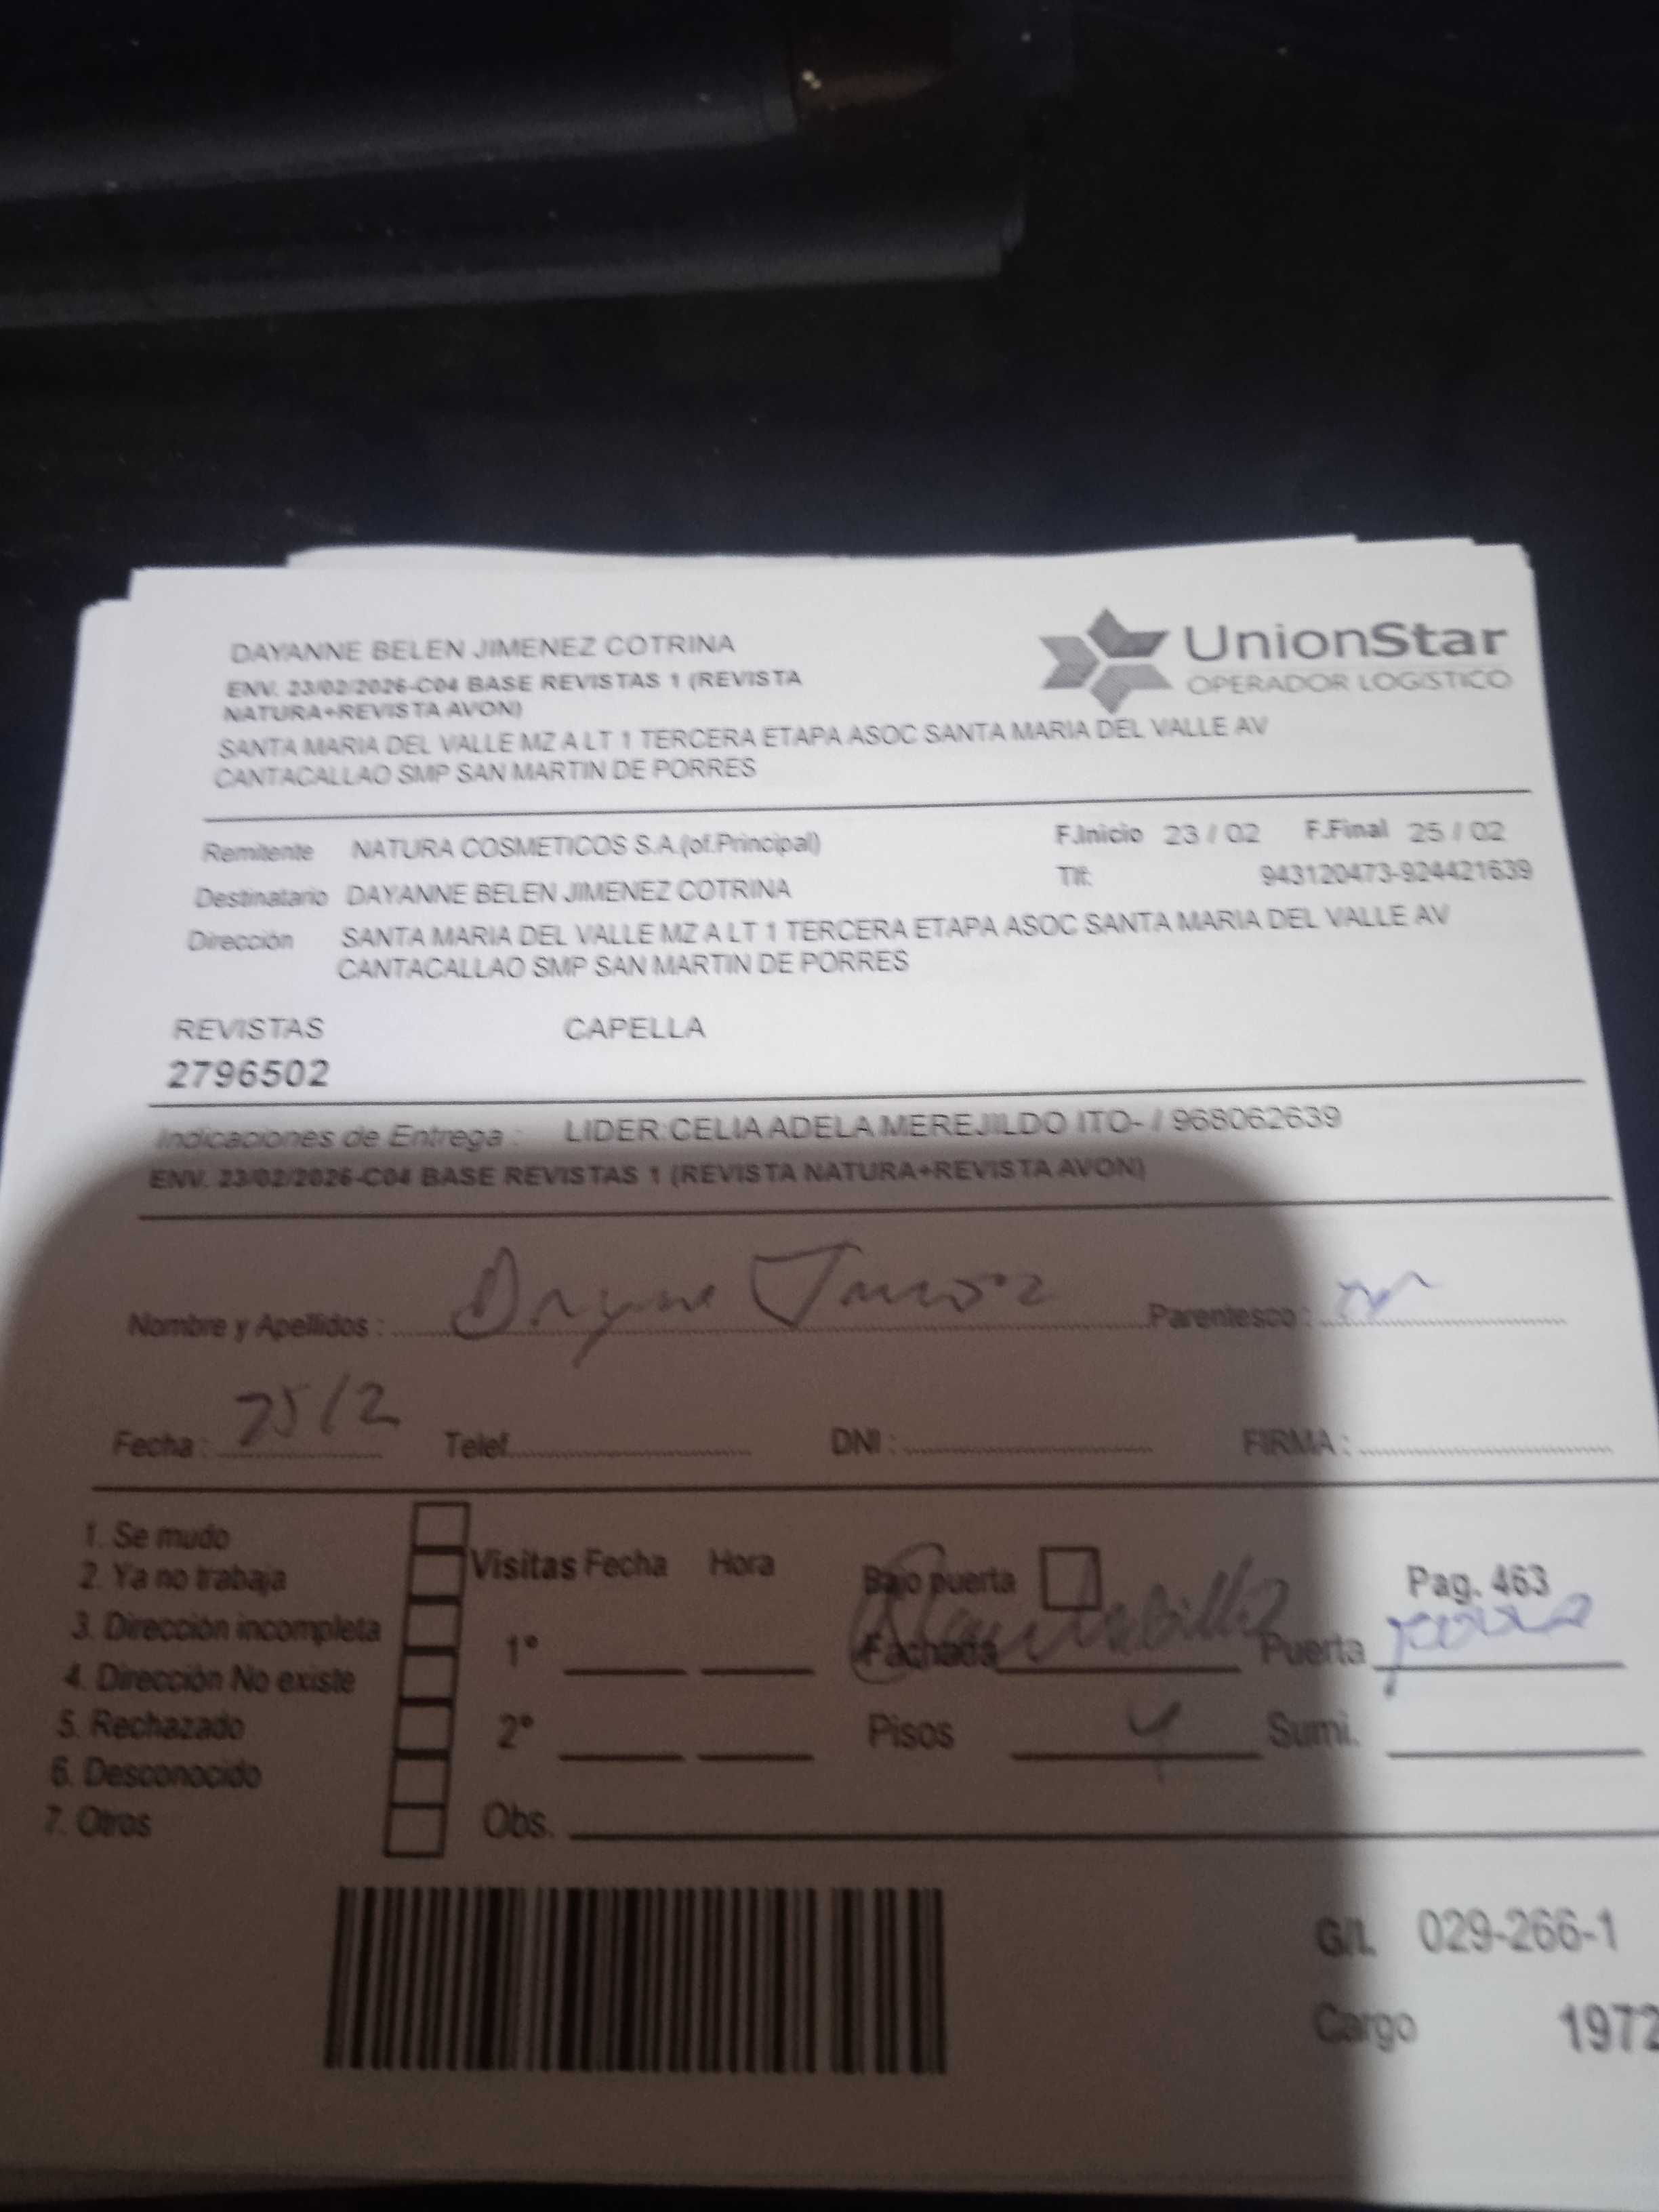 DAYANNE BELEN JIMENEZ COTRINA
UnionStar
OPERADOR LOGÍSTICO
ENV. 23/02/2026-C04 BASE REVISTAS 1 (REVISTA
NATURA+REVISTA AVON)
SANTA MARIA DEL VALLE MZ A LT 1 TERCERA ETAPA ASOC SANTA MARIA DEL VALLE AV
CANTACALLAO SMP SAN MARTIN DE PORRES
Remitente NATURA COSMETICOS S.A.(of.Principal) F.Inicio 23 / 02 F.Final 25 / 02
Destinatario DAYANNE BELEN JIMENEZ COTRINA Tlf: 943120473-924421639
Dirección SANTA MARIA DEL VALLE MZ A LT 1 TERCERA ETAPA ASOC SANTA MARIA DEL VALLE AV
CANTACALLAO SMP SAN MARTIN DE PORRES
REVISTAS CAPELLA
2796502
Indicaciones de Entrega : LIDER:CELIA ADELA MEREJILDO ITO- / 968062639
ENV. 23/02/2026-C04 BASE REVISTAS 1 (REVISTA NATURA+REVISTA AVON)
Nombre y Apellidos : Parentesco :
Fecha : 25/2 Telef. DNI : FIRMA :
1. Se mudo
2. Ya no trabaja
3. Dirección incompleta
4. Dirección No existe
5. Rechazado
6. Desconocido
7. Otros
Visitas Fecha Hora
1°
2°
Obs.
Bajo puerta Pag. 463
Fachada Puerta
Pisos 4 Sumi.
G/L 029-266-1
Cargo 1972